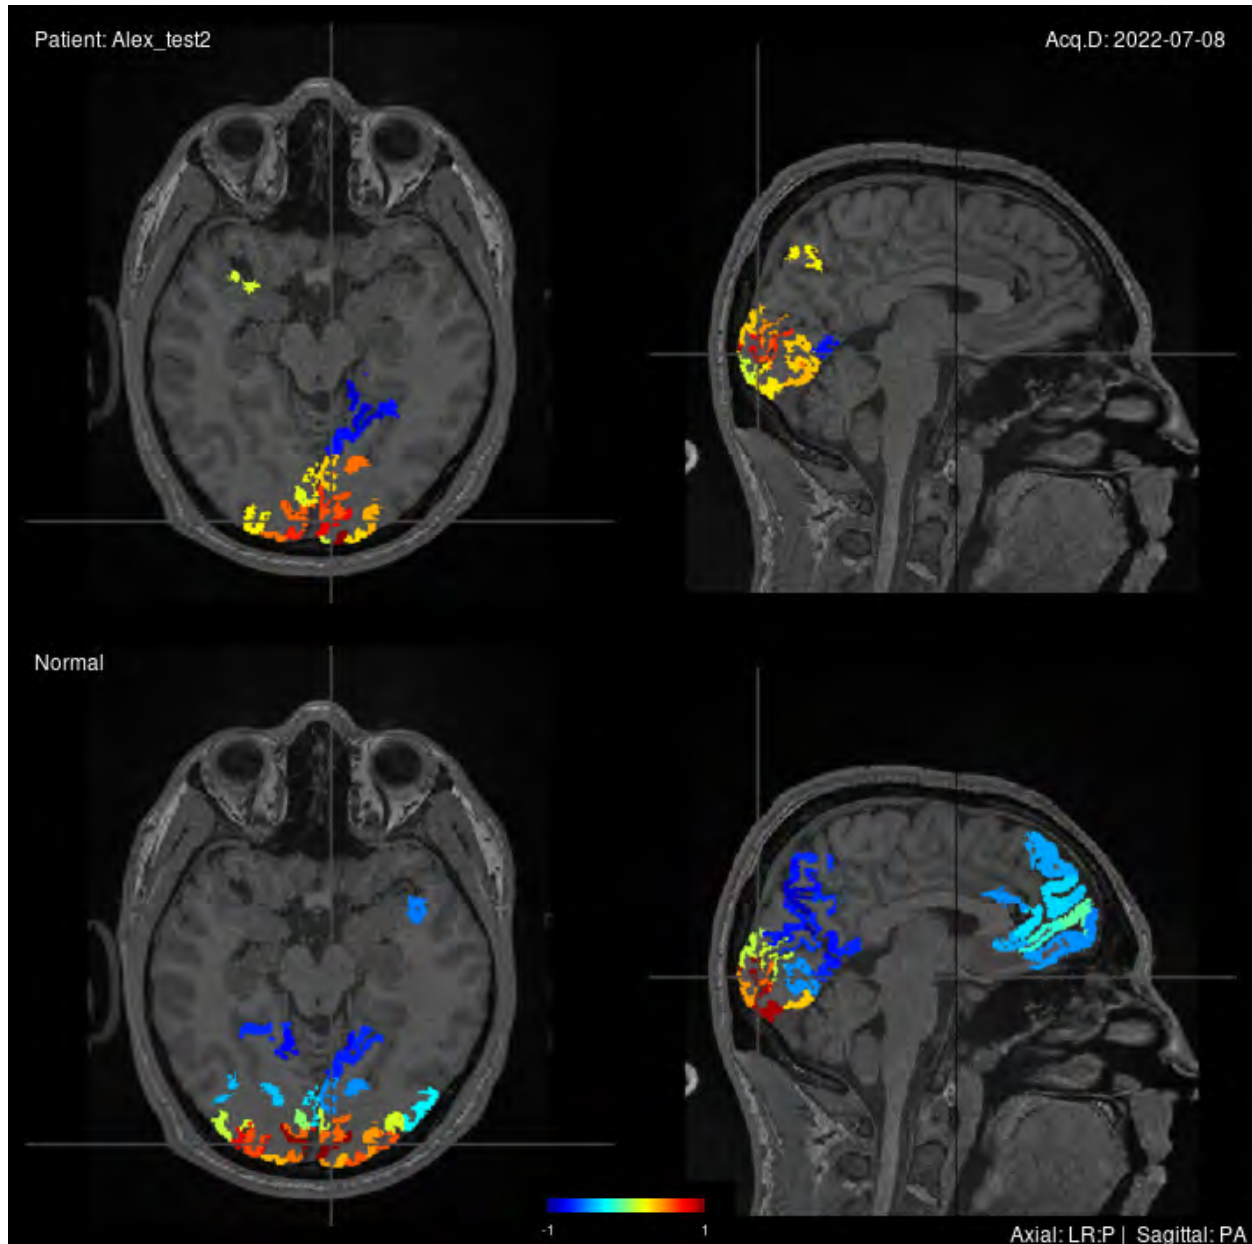 Patient: Alex_test2
Acq.D: 2022-07-08
Normal
-1
1
Axial: LR:P | Sagittal: PA